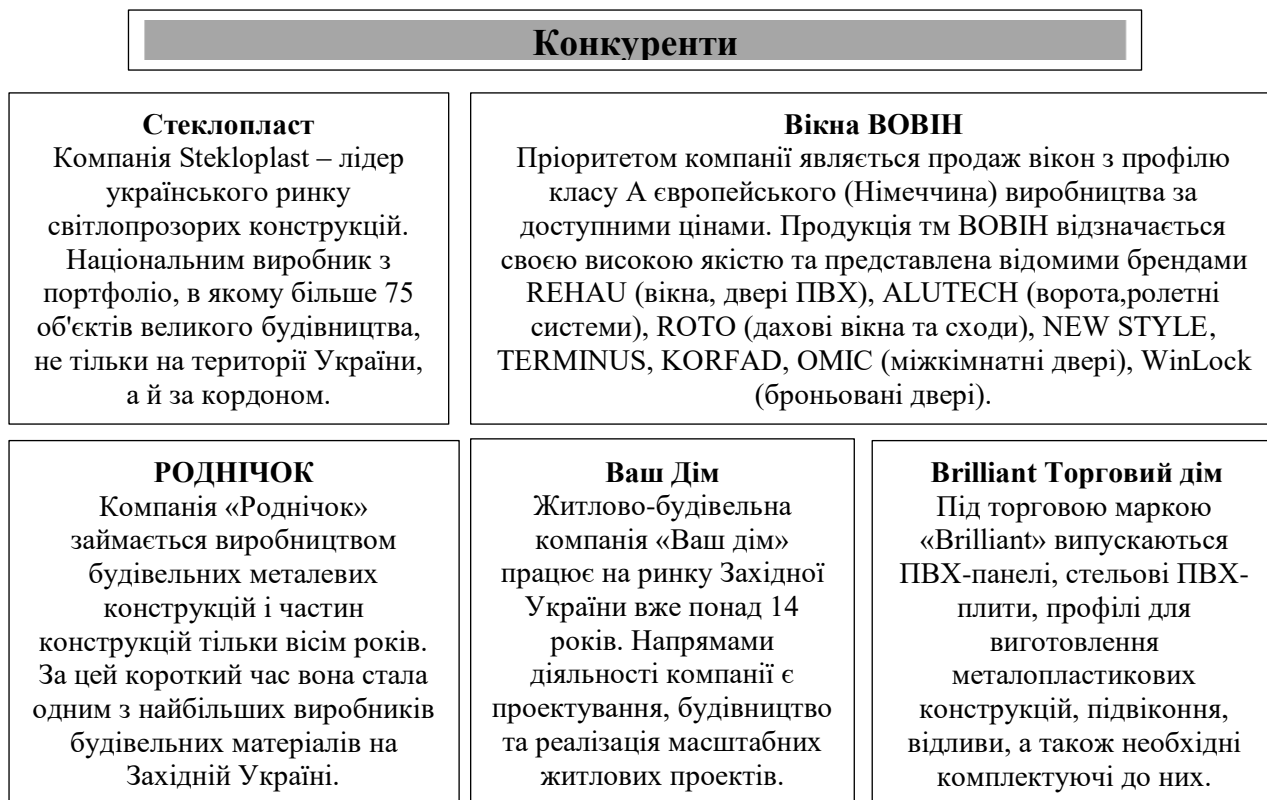 Конкуренти
Стеклопласт
Компанія Stekloplast – лідер
українського ринку
світлопрозорих конструкцій.
Національним виробник з
портфоліо, в якому більше 75
об'єктів великого будівництва,
не тільки на території України,
а й за кордоном.
Вікна ВОВІН
Пріоритетом компанії являється продаж вікон з профілю
класу А європейського (Німеччина) виробництва за
доступними цінами. Продукція тм ВОВІН відзначається
своєю високою якістю та представлена відомими брендами
REHAU (вікна, двері ПВХ), ALUTECH (ворота,ролетні
системи), ROTO (дахові вікна та сходи), NEW STYLE,
TERMINUS, KORFAD, ОМІС (міжкімнатні двері), WinLock
(броньовані двері).
РОДНІЧОК
Компанія «Роднічок»
займається виробництвом
будівельних металевих
конструкцій і частин
конструкцій тільки вісім років.
За цей короткий час вона стала
одним з найбільших виробників
будівельних матеріалів на
Західній Україні.
Ваш Дім
Житлово-будівельна
компанія «Ваш дім»
працює на ринку Західної
України вже понад 14
років. Напрямами
діяльності компанії є
проектування, будівництво
та реалізація масштабних
житлових проектів.
Brilliant Торговий дім
Під торговою маркою
«Brilliant» випускаються
ПВХ-панелі, стельові ПВХ-
плити, профілі для
виготовлення
металопластикових
конструкцій, підвіконня,
відливи, а також необхідні
комплектуючі до них.